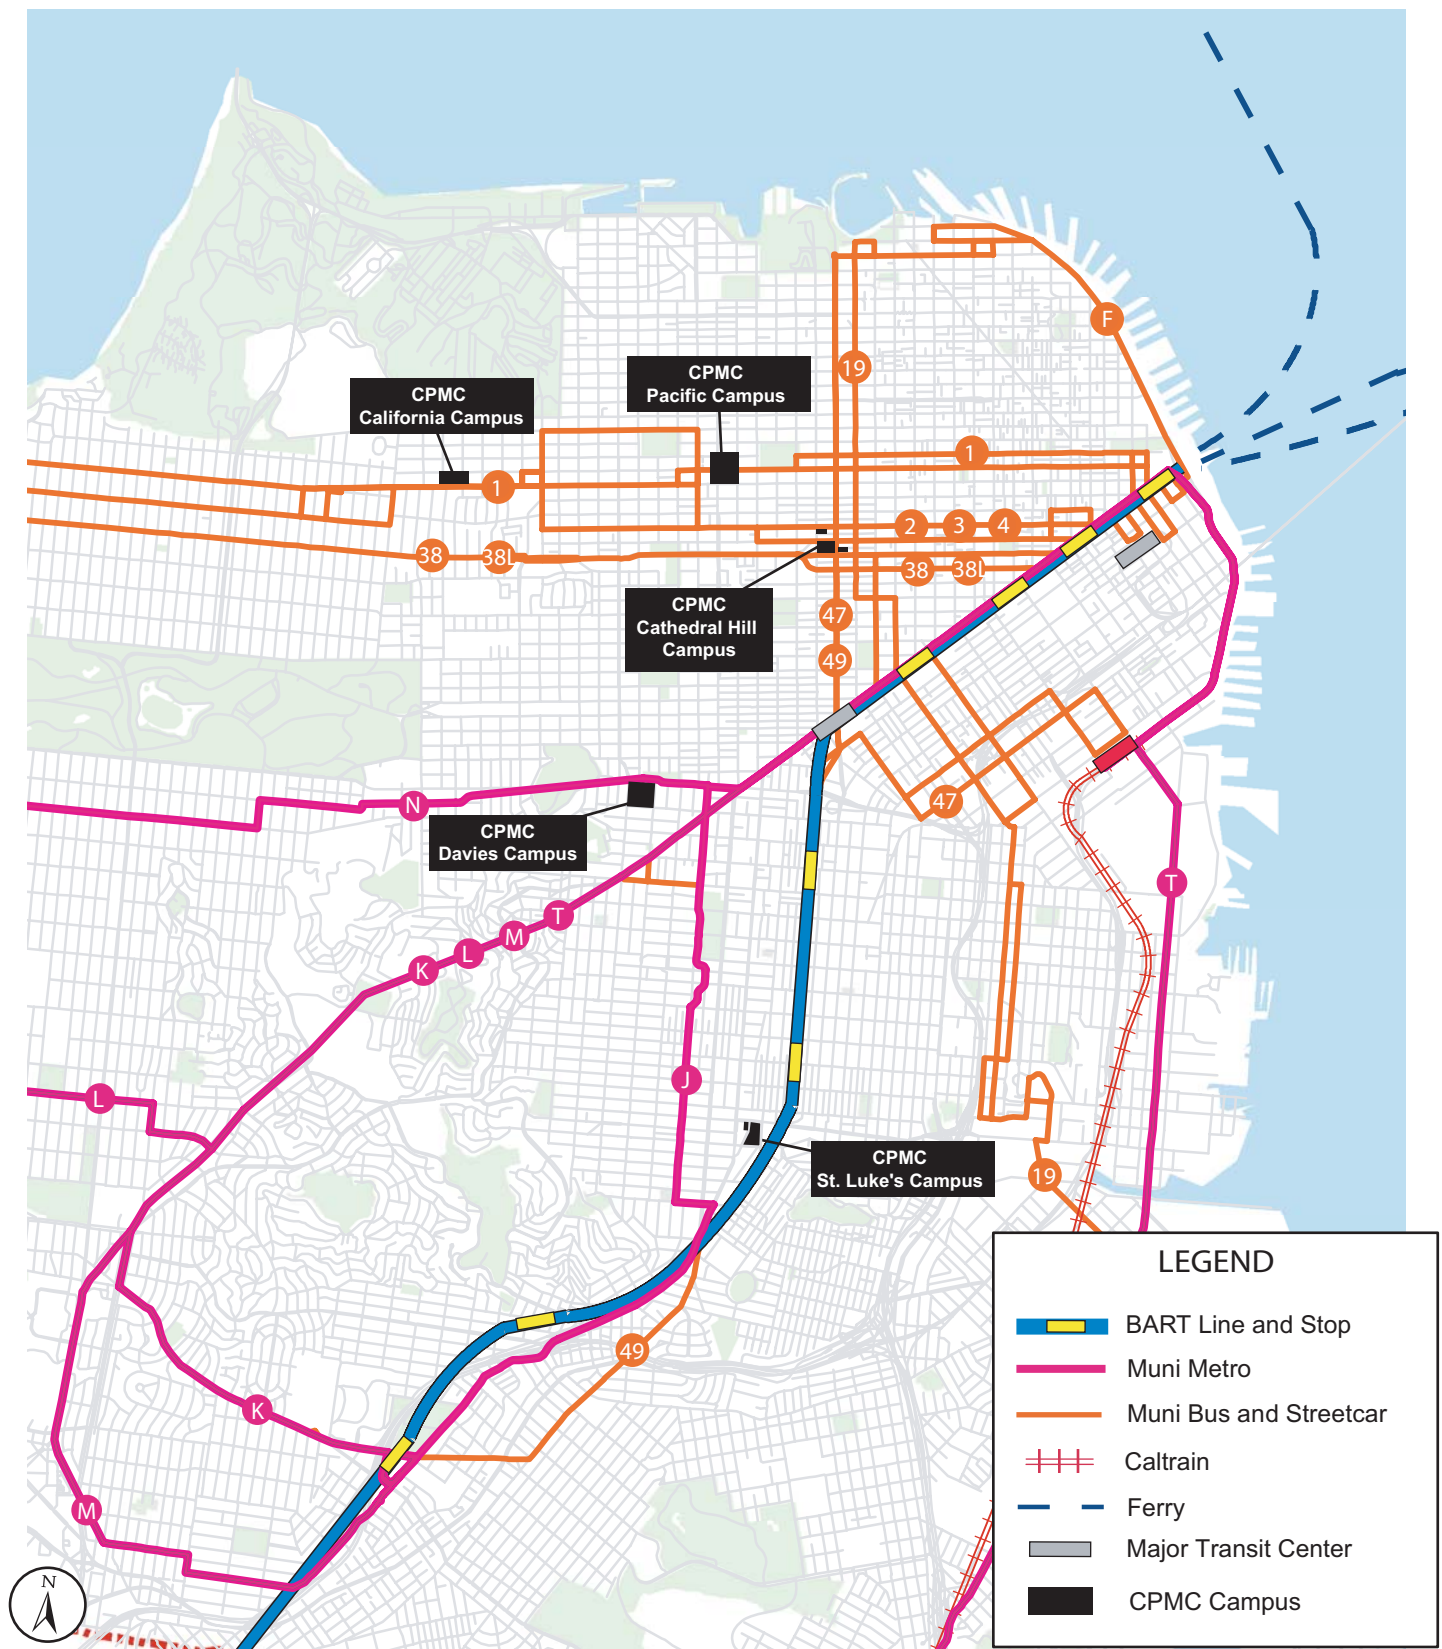 F
19
CPMC
Pacific Campus
CPMC
California Campus
1
1
2
3
4
38
38L
38
38L
CPMC
Cathedral Hill
Campus
47
49
N
47
CPMC
Davies Campus
T
T
M
L
K
J
L
CPMC
St. Luke's Campus
19
49
K
M
N
LEGEND
BART Line and Stop
Muni Metro
Muni Bus and Streetcar
Caltrain
Ferry
Major Transit Center
CPMC Campus